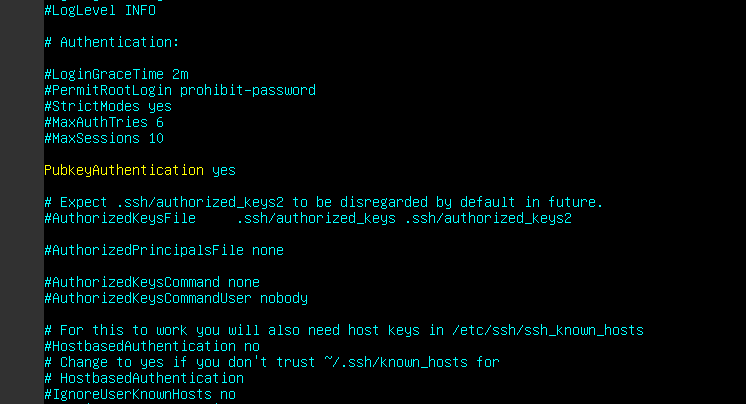 #LogLevel INFO
# Authentication:
#LoginGraceTime 2m
#PermitRootLogin prohibit-password
#StrictModes yes
#MaxAuthTries 6
#MaxSessions 10
PubkeyAuthentication yes
# Expect .ssh/authorized_keys2 to be disregarded by default in future.
#AuthorizedKeysFile     .ssh/authorized_keys .ssh/authorized_keys2
#AuthorizedPrincipalsFile none
#AuthorizedKeysCommand none
#AuthorizedKeysCommandUser nobody
# For this to work you will also need host keys in /etc/ssh/ssh_known_hosts
#HostbasedAuthentication no
# Change to yes if you don't trust ~/.ssh/known_hosts for
# HostbasedAuthentication
#IgnoreUserKnownHosts no